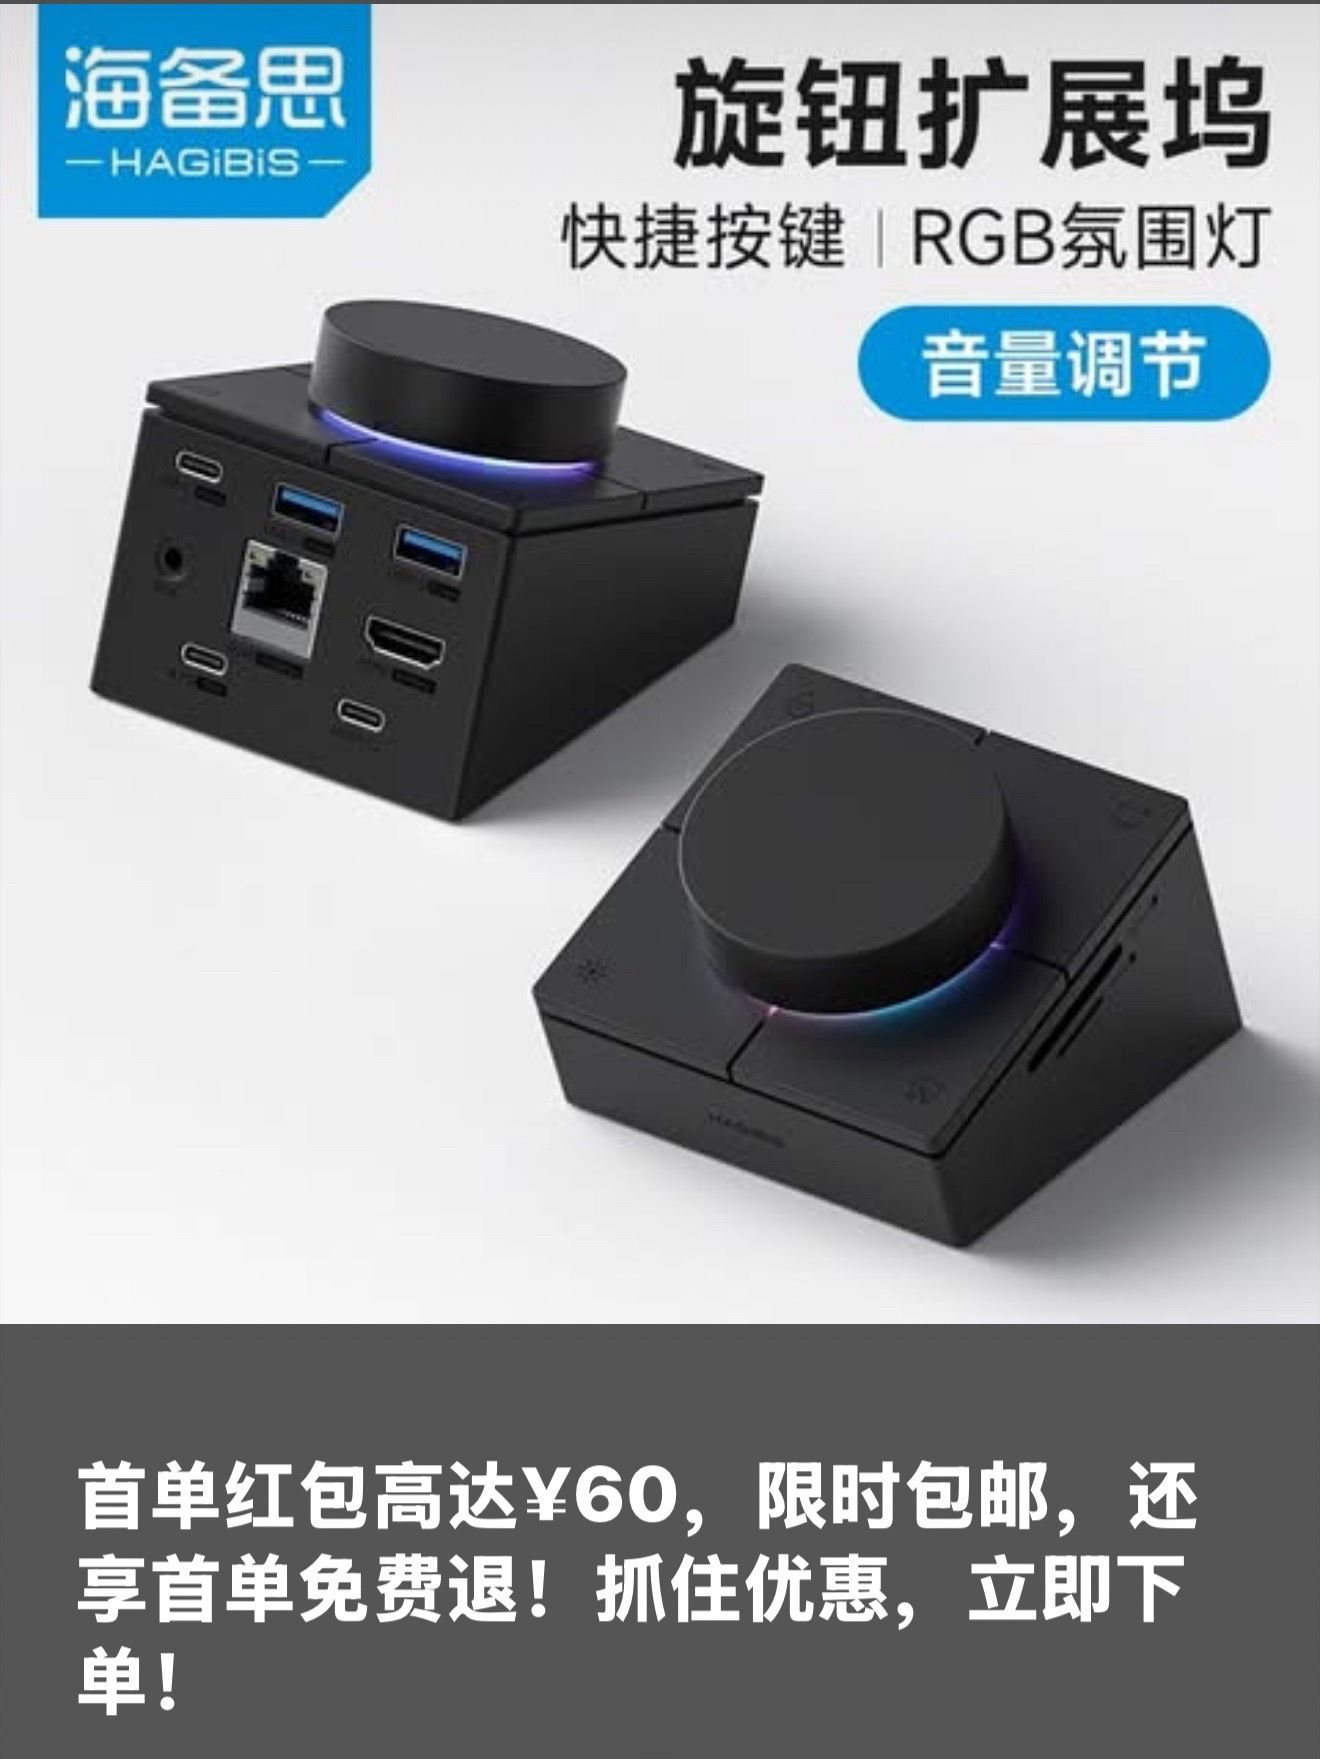 海备思
HAGiBiS
旋钮扩展坞
快捷按键 | RGB氛围灯
音量调节
HAGiBiS
首单红包高达¥60，限时包邮，还
享首单免费退！抓住优惠，立即下
单！